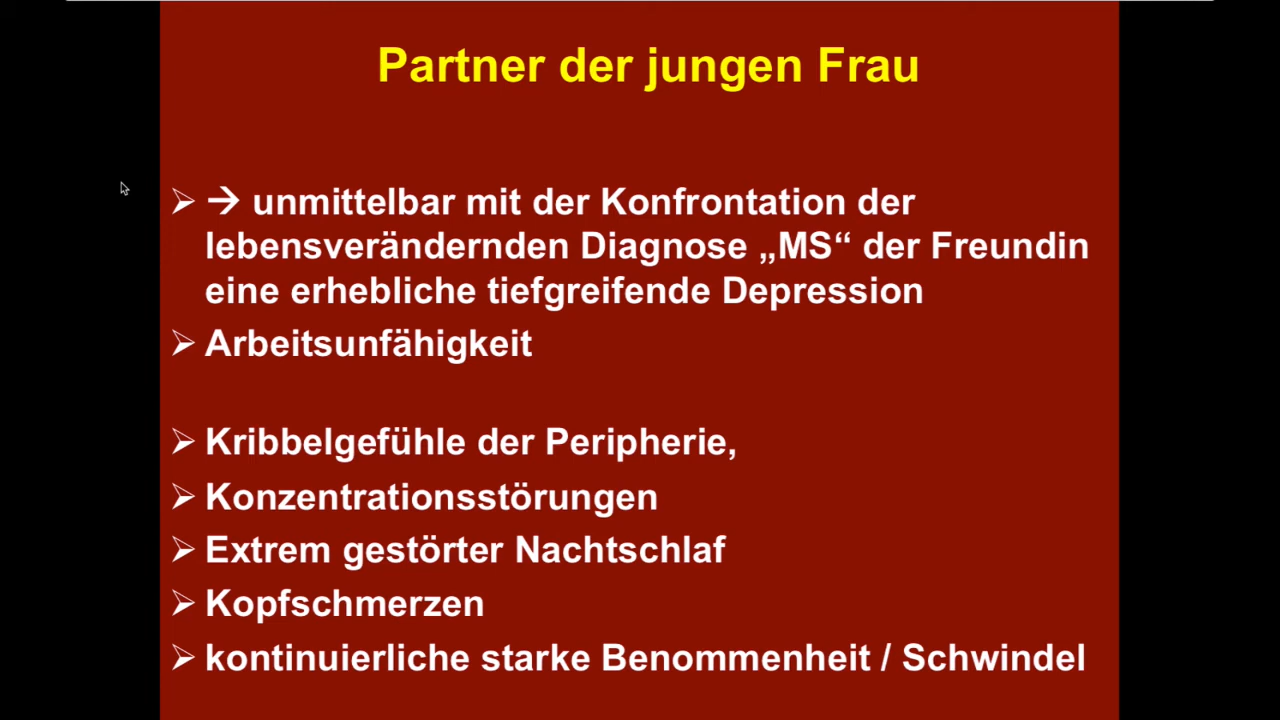 Partner der jungen Frau
➢ → unmittelbar mit der Konfrontation der
lebensverändernden Diagnose „MS“ der Freundin
eine erhebliche tiefgreifende Depression
➢ Arbeitsunfähigkeit
➢ Kribbelgefühle der Peripherie,
➢ Konzentrationsstörungen
➢ Extrem gestörter Nachtschlaf
➢ Kopfschmerzen
➢ kontinuierliche starke Benommenheit / Schwindel